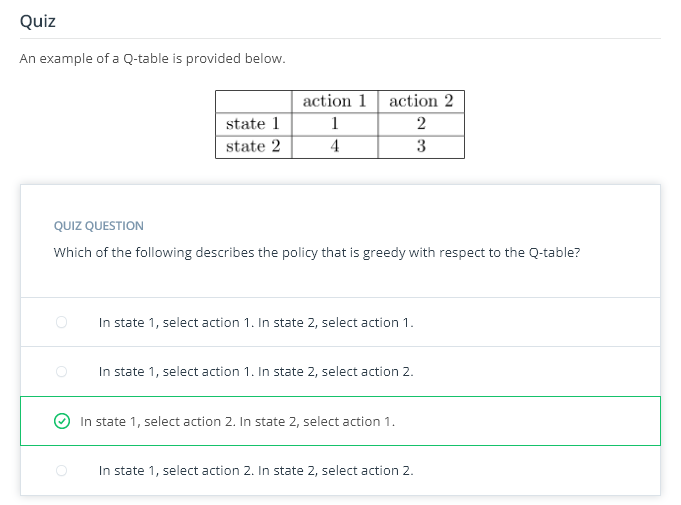 Quiz
An example of a Q-table is provided below.
action 1 action 2
state 1 1 2
state 2 4 3
QUIZ QUESTION
Which of the following describes the policy that is greedy with respect to the Q-table?
In state 1, select action 1. In state 2, select action 1.
In state 1, select action 1. In state 2, select action 2.
In state 1, select action 2. In state 2, select action 1.
In state 1, select action 2. In state 2, select action 2.